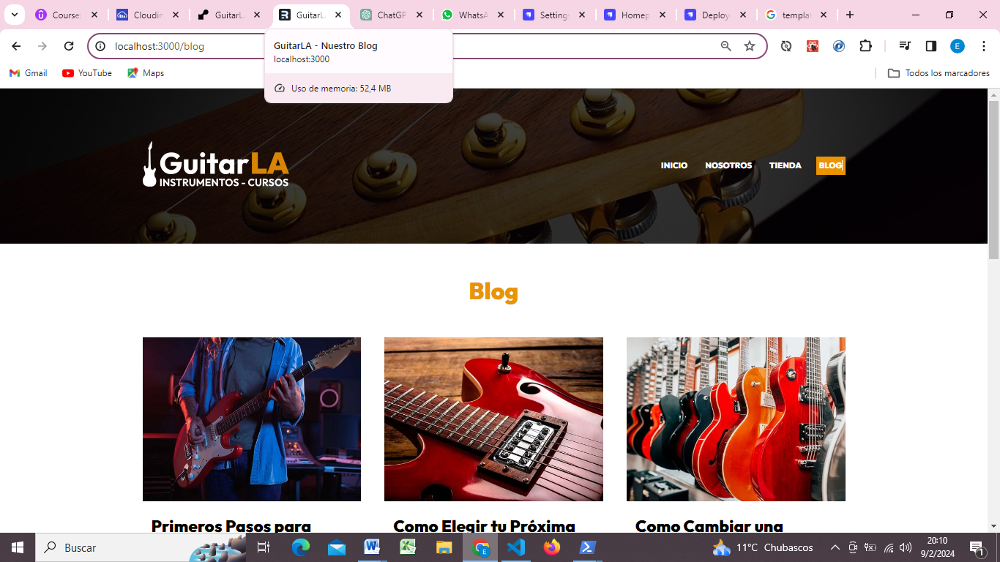 Course:
Cloudin
GuitarL
GuitarL
ChatGP
WhatsA
Setting
Homep
Deploy
templat
localhost:3000/blog
GuitarLA - Nuestro Blog
localhost:3000
Uso de memoria: 52,4 MB
E
Gmail
YouTube
Maps
Todos los marcadores
GuitarLA
INSTRUMENTOS - CURSOS
INICIO
NOSOTROS
TIENDA
BLOG
Blog
Primeros Pasos para
Como Elegir tu Próxima
Como Cambiar una
Buscar
11°C Chubascos
20:10
9/2/2024
1